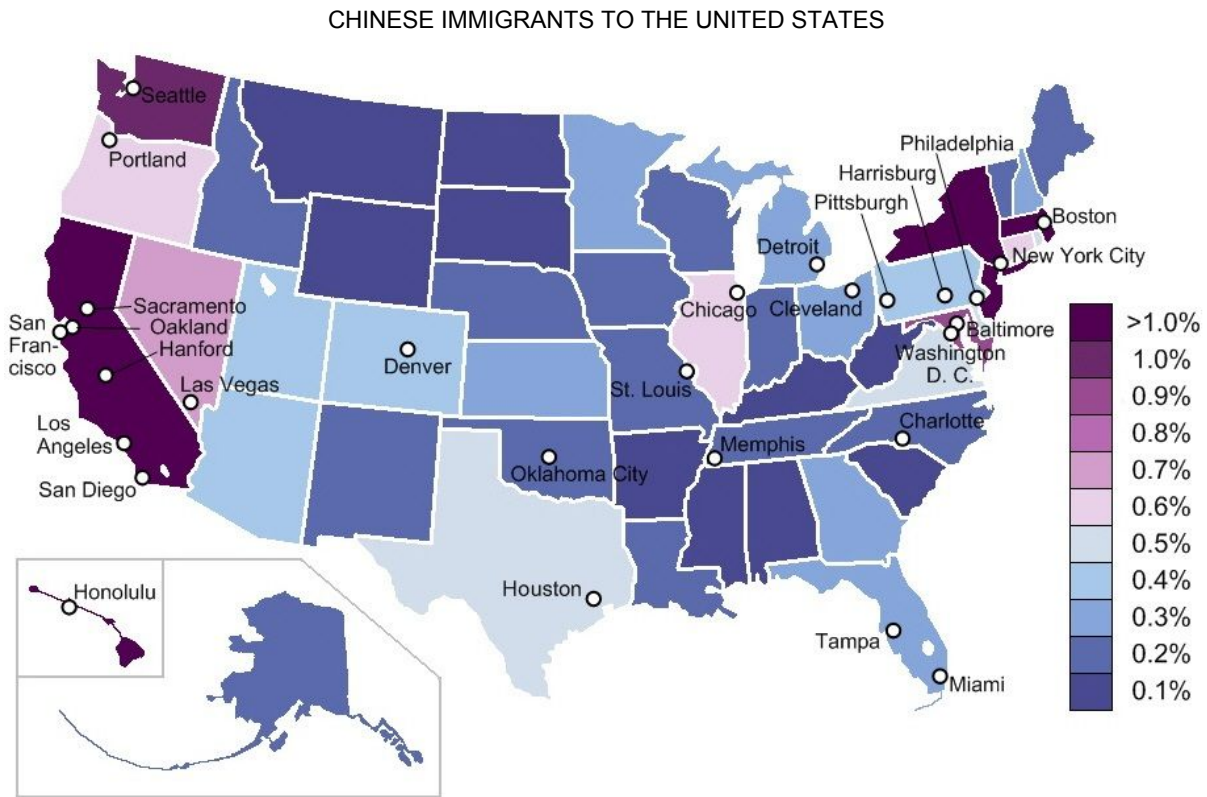 CHINESE IMMIGRANTS TO THE UNITED STATES
Seattle
Portland
Philadelphia
Harrisburg
Pittsburgh
Boston
Detroit
New York City
Sacramento
San
Fran-
cisco
Oakland
Hanford
Chicago
Cleveland
Baltimore
Washington
D. C.
Denver
Las Vegas
St. Louis
Los
Angeles
Charlotte
Memphis
Oklahoma City
San Diego
Honolulu
Houston
Tampa
Miami
>1.0%
1.0%
0.9%
0.8%
0.7%
0.6%
0.5%
0.4%
0.3%
0.2%
0.1%